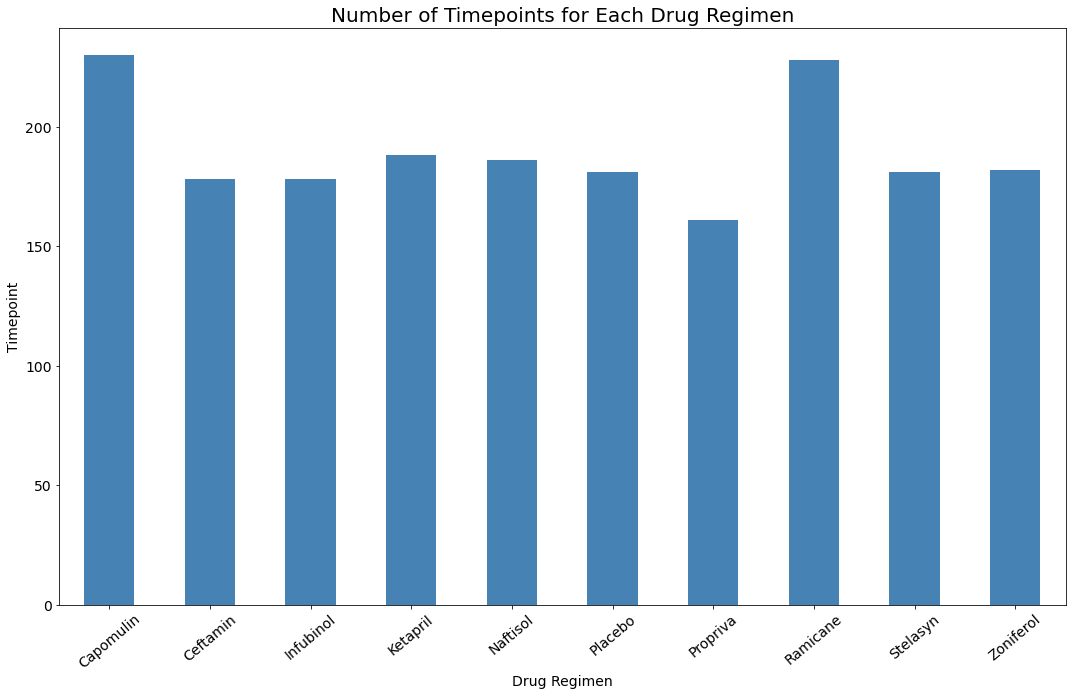 Number of Timepoints for Each Drug Regimen
Timepoint
200
150
100
50
0
Capomulin
Ceftamin
Infubinol
Ketapril
Naftisol
Placebo
Propriva
Ramicane
Stelasyn
Zoniferol
Drug Regimen